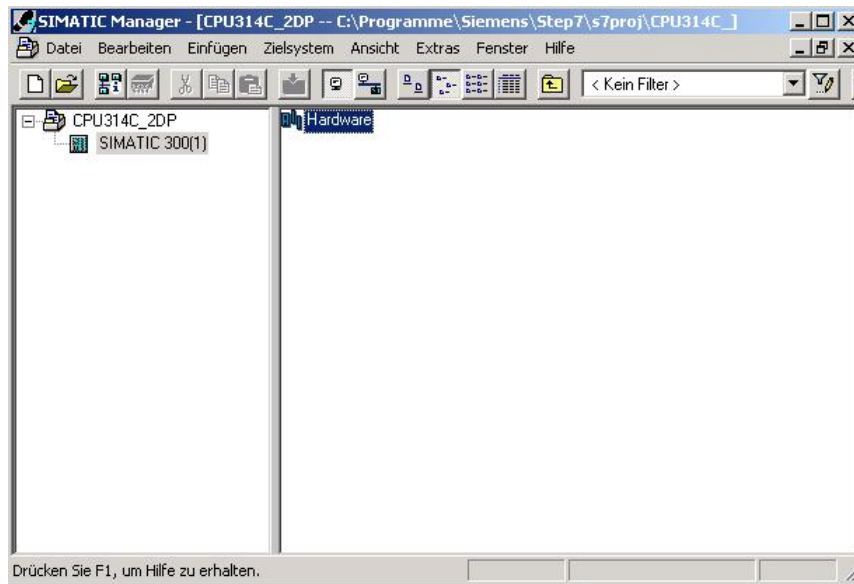 SIMATIC Manager - [CPU314C_2DP -- C:\Programme\Siemens\Step7\s7proj\CPU314C_]
Datei Bearbeiten Einfügen Zielsystem Ansicht Extras Fenster Hilfe
< Kein Filter >
CPU314C_2DP
SIMATIC 300(1)
Hardware
Drücken Sie F1, um Hilfe zu erhalten.